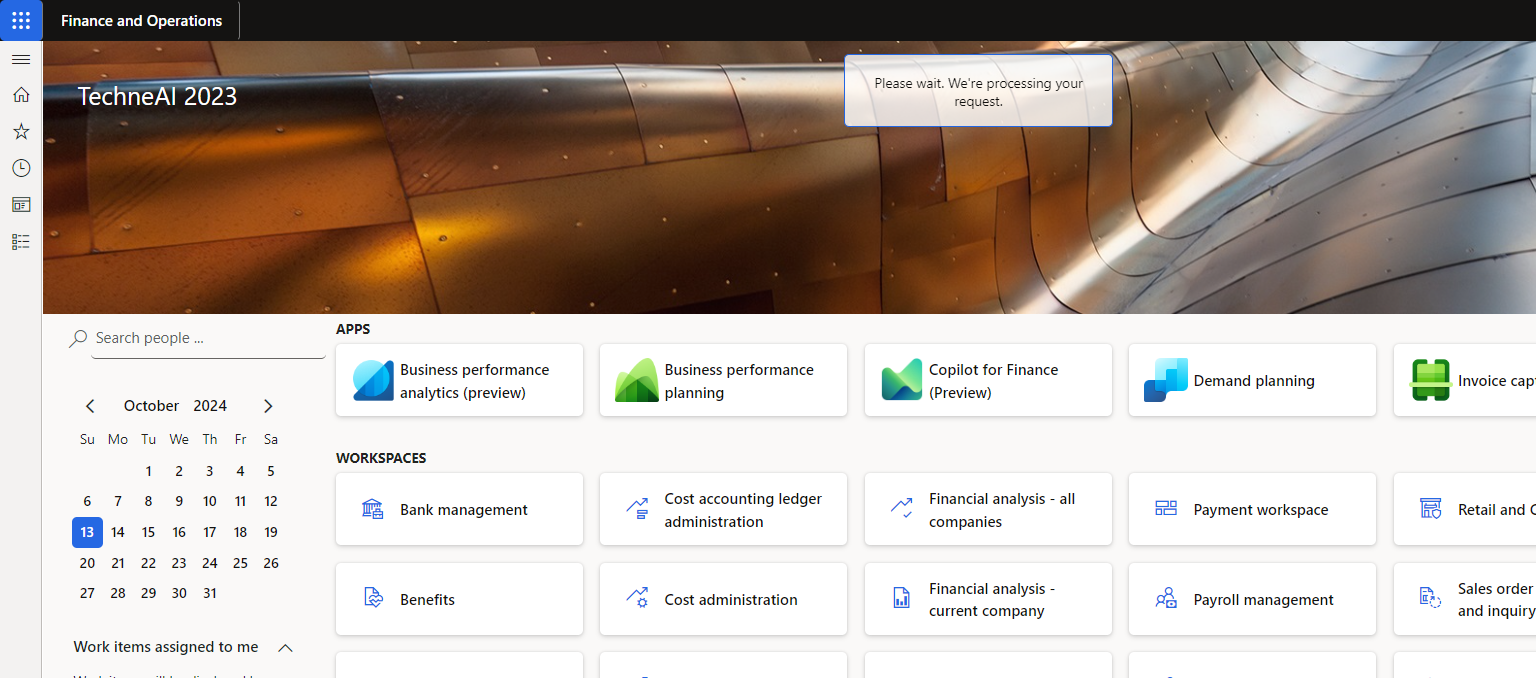 Finance and Operations
TechneAI 2023
Please wait. We're processing your
request.
Search people ...
October 2024
Su Mo Tu We Th Fr Sa
1 2 3 4 5
6 7 8 9 10 11 12
13 14 15 16 17 18 19
20 21 22 23 24 25 26
27 28 29 30 31
Work items assigned to me
APPS
Business performance
analytics (preview)
Business performance
planning
Copilot for Finance
(Preview)
Demand planning
Invoice
WORKSPACES
Bank management
Cost accounting ledger
administration
Financial analysis - all
companies
Payment workspace
Retail and
Benefits
Cost administration
Financial analysis -
current company
Payroll management
Sales order
and inquiry